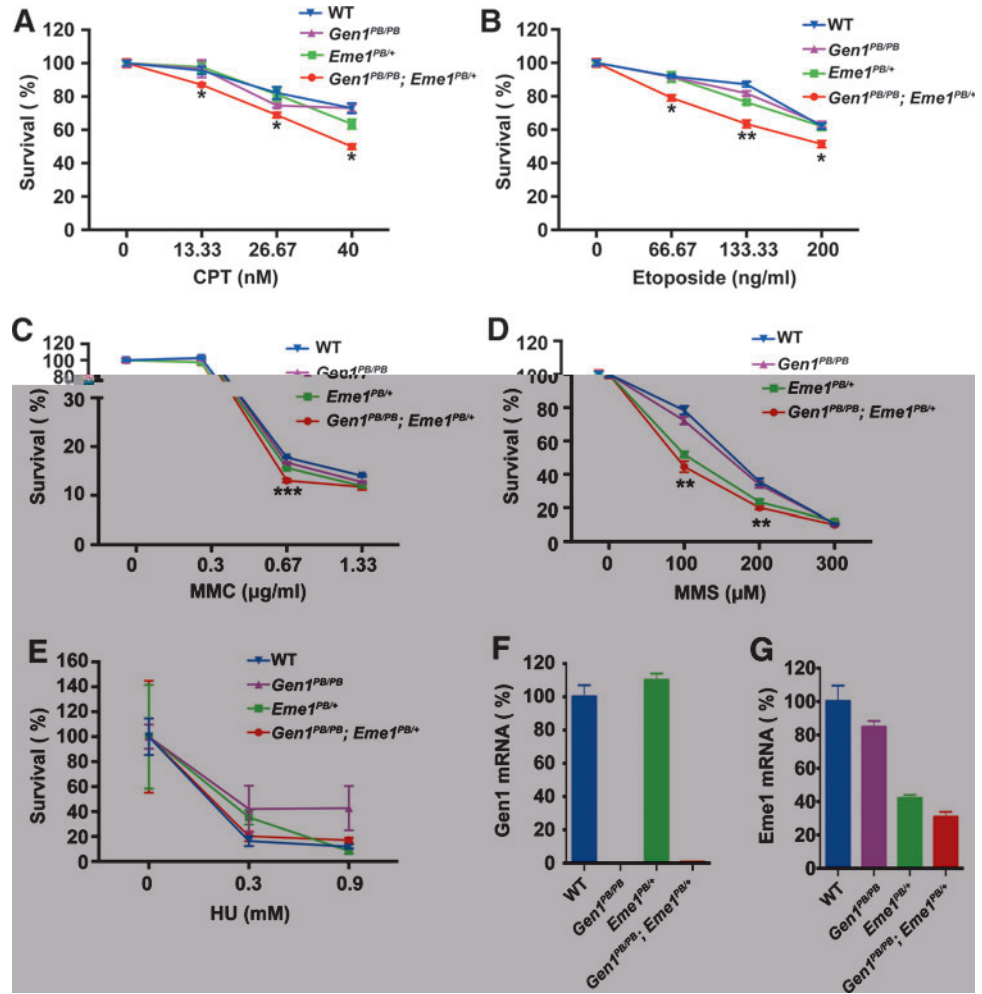 A
Survival ( %)
120
100
80
60
40
20
0
0 13.33 26.67 40
CPT (nM)
WT
Gen1PB/PB
Eme1PB/+
Gen1PB/PB; Eme1PB/+
*
*
*
B
Survival ( %)
120
100
80
60
40
20
0
0 66.67 133.33 200
Etoposide (ng/ml)
WT
Gen1PB/PB
Eme1PB/+
Gen1PB/PB; Eme1PB/+
*
**
*
C
Survival ( %)
120
100
80
30
20
10
0
0 0.3 0.67 1.33
MMC (µg/ml)
WT
Gen1PB/PB
Eme1PB/+
Gen1PB/PB; Eme1PB/+
***
D
Survival ( %)
120
100
80
60
40
20
0
0 100 200 300
MMS (µM)
WT
Gen1PB/PB
Eme1PB/+
Gen1PB/PB; Eme1PB/+
**
**
E
Survival ( %)
160
140
120
100
80
60
40
20
0
0 0.3 0.9
HU (mM)
WT
Gen1PB/PB
Eme1PB/+
Gen1PB/PB; Eme1PB/+
F
Gen1 mRNA ( %)
120
100
80
60
40
20
0
WT
Gen1PB/PB
Eme1PB/+
Gen1PB/PB; Eme1PB/+
G
Eme1 mRNA ( %)
120
100
80
60
40
20
0
WT
Gen1PB/PB
Eme1PB/+
Gen1PB/PB; Eme1PB/+